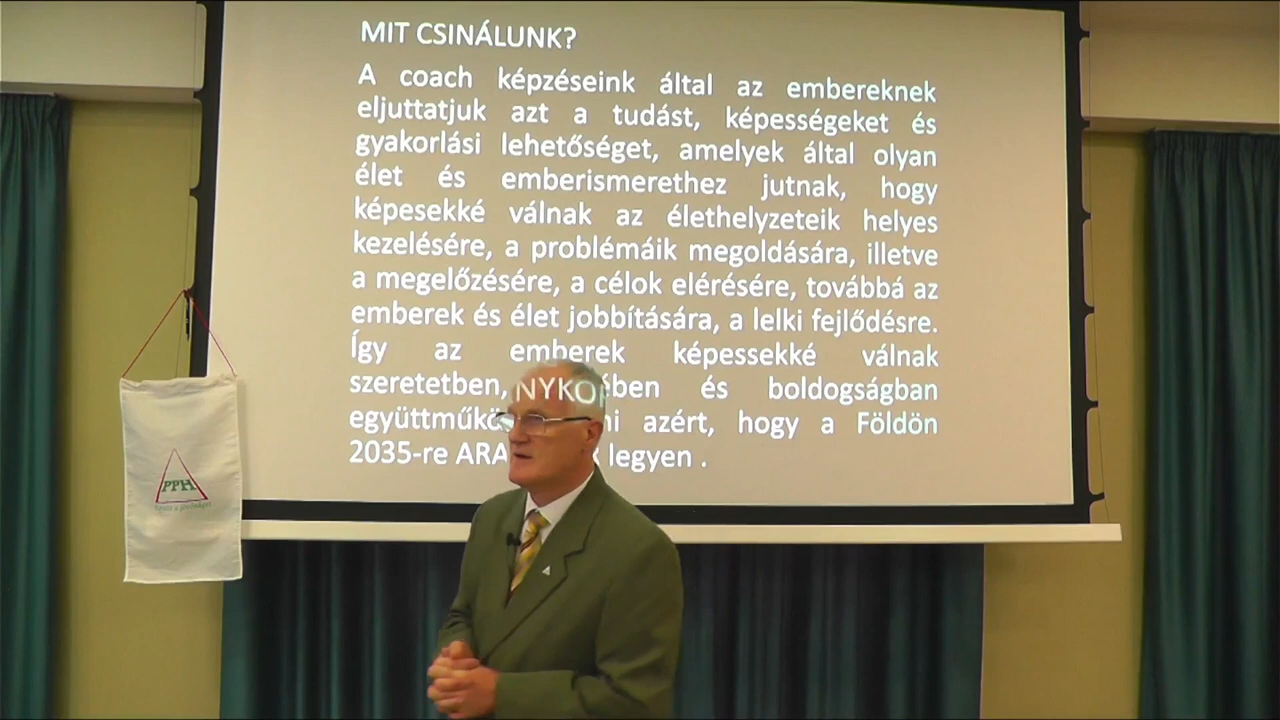 MIT CSINÁLUNK?
A coach képzéseink által az embereknek
eljuttatjuk azt a tudást, képességeket és
gyakorlási lehetőséget, amelyek által olyan
élet és emberismerethez jutnak, hogy
képesekké válnak az élethelyzeteik helyes
kezelésére, a problémáik megoldására, illetve
a megelőzésére, a célok elérésére, továbbá az
emberek és élet jobbítására, a lelki fejlődésre.
Így az emberek képessekké válnak
szeretetben, és boldogságban
azért, hogy a Földön
2035-re ARANYKOR legyen .
PPH